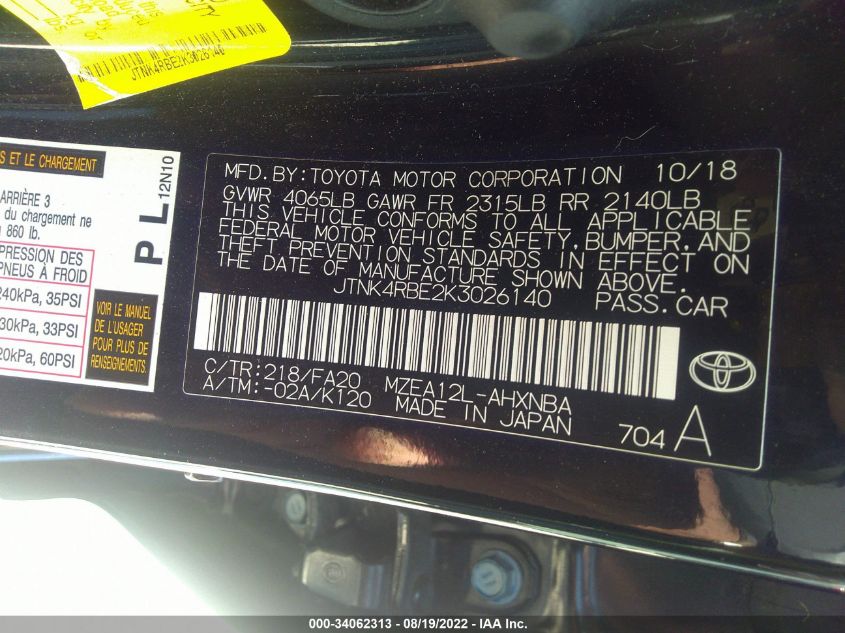 JTNK4RBE2K3026140
S ET LE CHARGEMENT
ARRIÈRE 3
du chargement ne
860 lb.
PRESSION DES
PNEUS À FROID
240kPa, 35PSI
30kPa, 33PSI
20kPa, 60PSI
VOIR LE MANUEL
DE L'USAGER
POUR PLUS DE
RENSEIGNEMENTS.
PL
12N10
MFD. BY: TOYOTA MOTOR CORPORATION 10/18
GVWR 4065LB GAWR FR 2315LB RR 2140LB
THIS VEHICLE CONFORMS TO ALL APPLICABLE
FEDERAL MOTOR VEHICLE SAFETY, BUMPER, AND
THEFT PREVENTION STANDARDS IN EFFECT ON
THE DATE OF MANUFACTURE SHOWN ABOVE.
JTNK4RBE2K3026140 PASS. CAR
C/TR: 218/FA20 MZEA12L-AHXNBA
A/TM: -02A/K120 MADE IN JAPAN
704 A
000-34062313 - 08/19/2022 - IAA Inc.